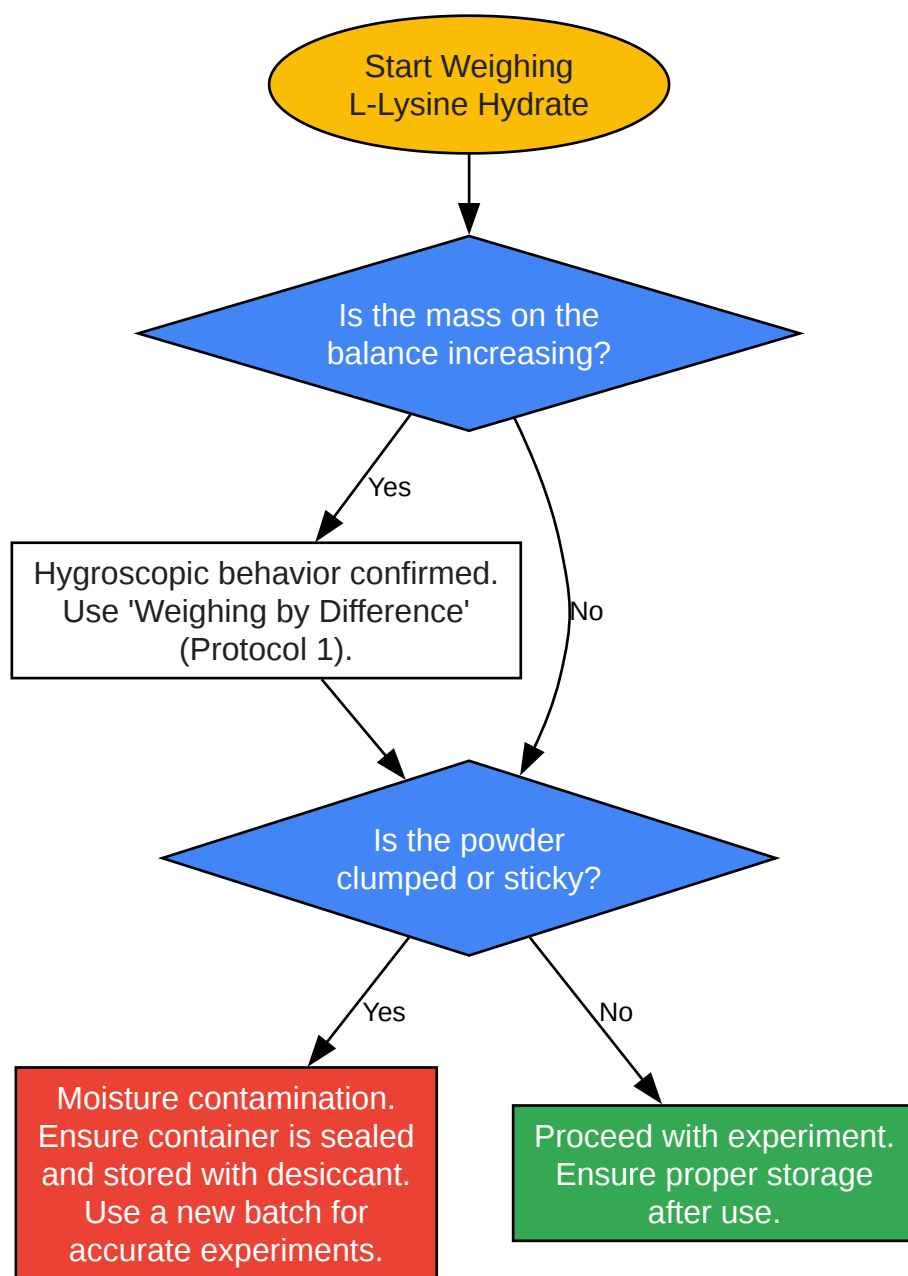 Start Weighing
L-Lysine Hydrate
Is the mass on the
balance increasing?
Yes
Hygroscopic behavior confirmed.
Use 'Weighing by Difference'
(Protocol 1).
No
Is the powder
clumped or sticky?
Yes
No
Moisture contamination.
Ensure container is sealed
and stored with desiccant.
Use a new batch for
accurate experiments.
Proceed with experiment.
Ensure proper storage
after use.